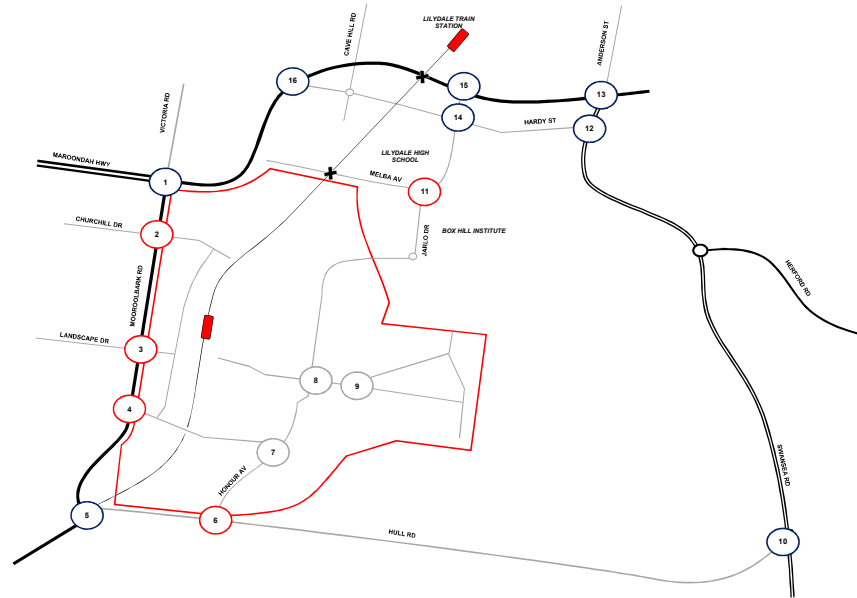 LILYDALE TRAIN
STATION
CAVE HILL RD
ANDERSON ST
16
15
13
VICTORIA RD
14
HARDY ST
12
MAROONDAH HWY
LILYDALE HIGH
SCHOOL
1
MELBA AV
11
CHURCHILL DR
2
JARLO DR
BOX HILL INSTITUTE
MOOROOLBARK RD
HERFORD RD
LANDSCAPE DR
3
8
9
4
7
HONOUR AV
SWANSEA RD
5
6
HULL RD
10